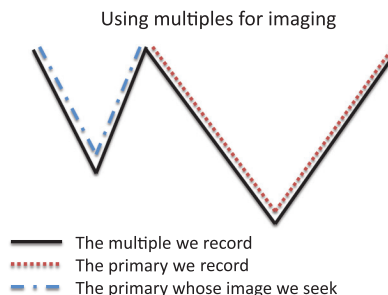 Using multiples for imaging
The multiple we record
The primary we record
The primary whose image we seek